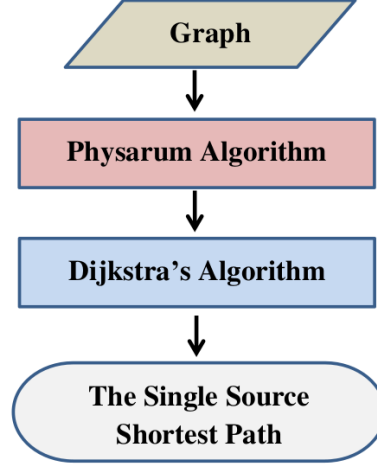 Graph
Physarum Algorithm
Dijkstra's Algorithm
The Single Source
Shortest Path